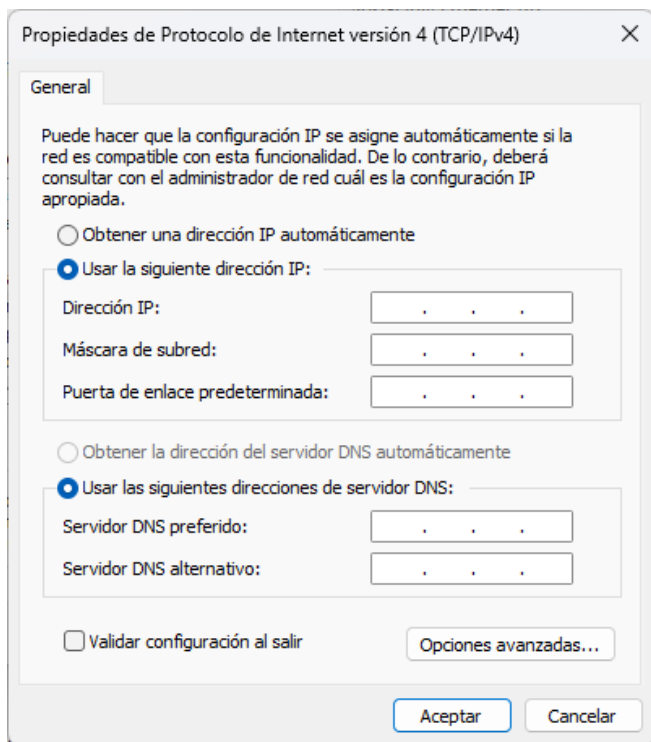 Propiedades de Protocolo de Internet versión 4 (TCP/IPv4)
General
Puede hacer que la configuración IP se asigne automáticamente si la
red es compatible con esta funcionalidad. De lo contrario, deberá
consultar con el administrador de red cuál es la configuración IP
apropiada.
Obtener una dirección IP automáticamente
Usar la siguiente dirección IP:
Dirección IP:
Máscara de subred:
Puerta de enlace predeterminada:
Obtener la dirección del servidor DNS automáticamente
Usar las siguientes direcciones de servidor DNS:
Servidor DNS preferido:
Servidor DNS alternativo:
Validar configuración al salir
Opciones avanzadas...
Aceptar
Cancelar